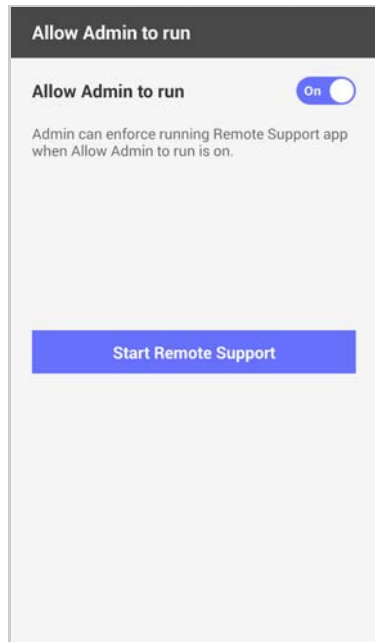 Allow Admin to run
Allow Admin to run
On
Admin can enforce running Remote Support app
when Allow Admin to run is on.
Start Remote Support